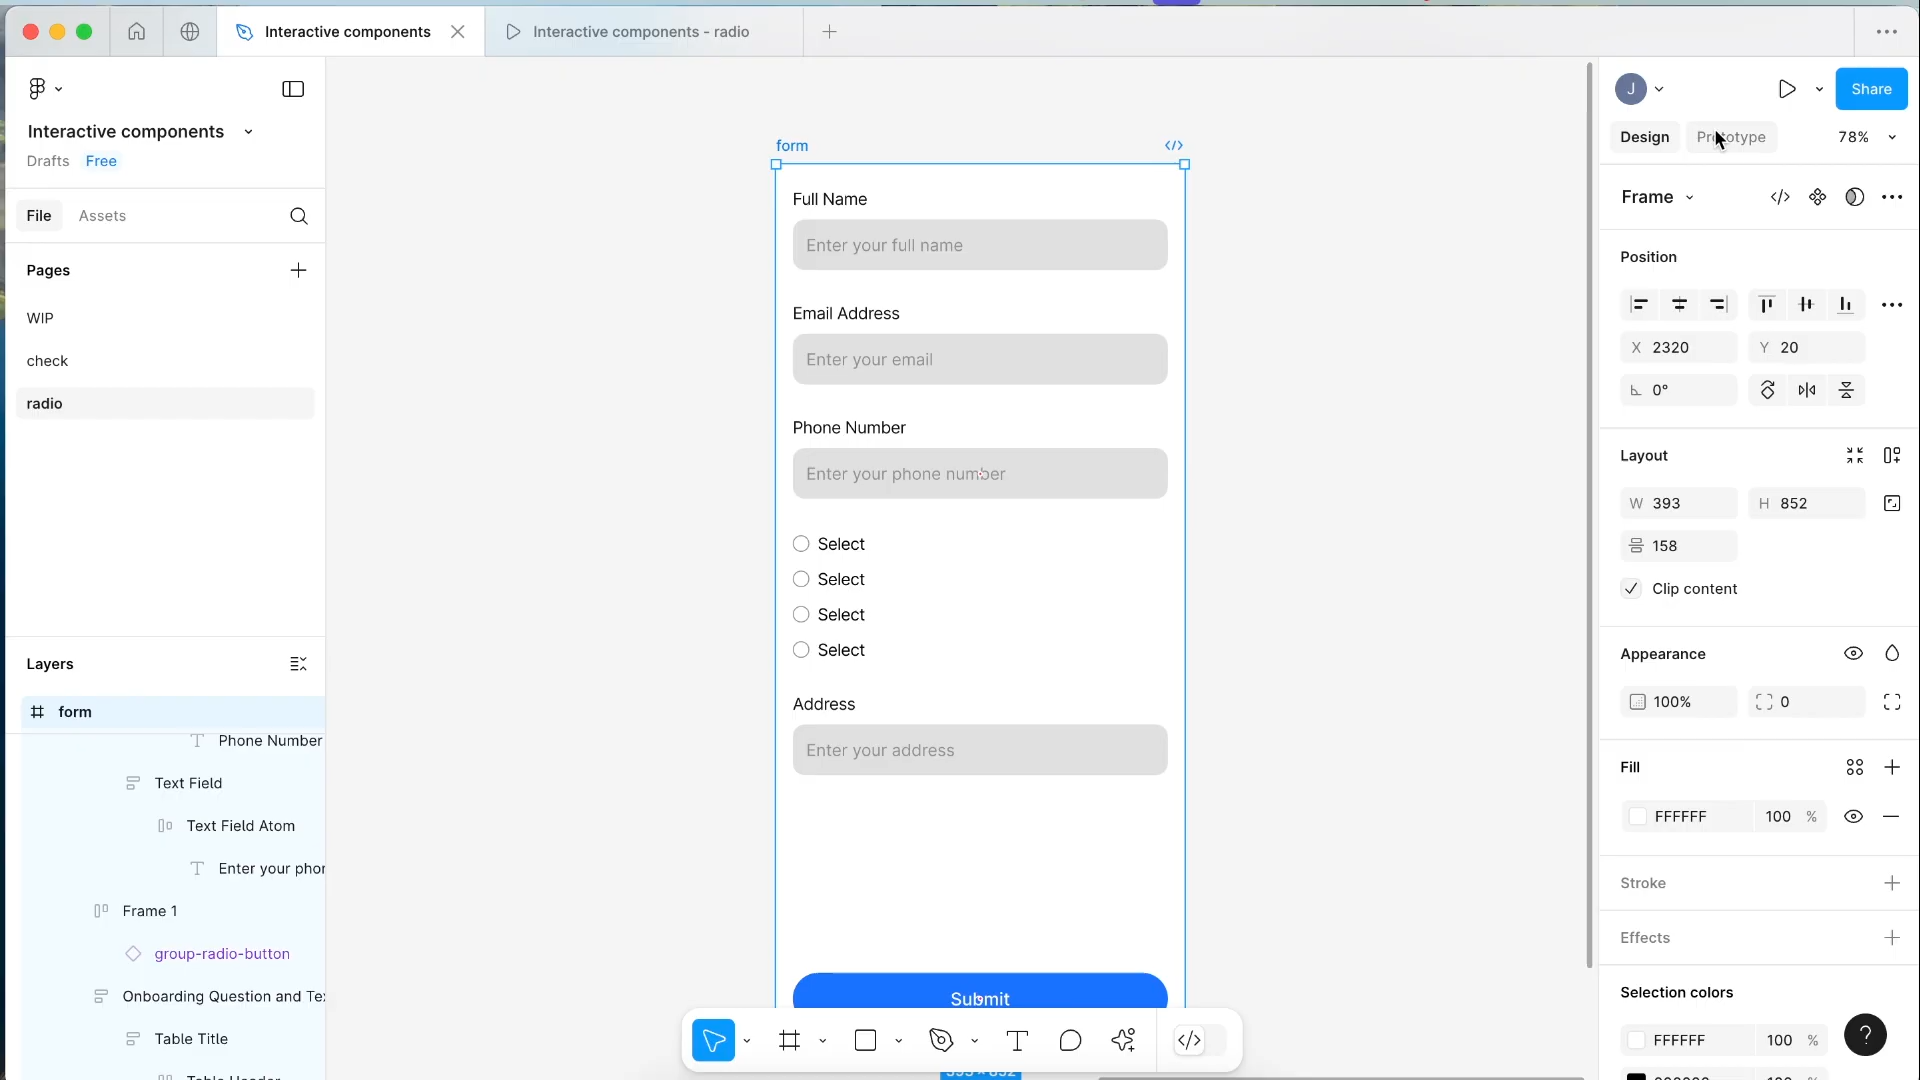 Interactive components
Interactive components - radio
J
Share
Interactive components
Drafts Free
Design Prototype 78%
File Assets
Frame
Pages
WIP
check
radio
form
Full Name
Enter your full name
Email Address
Enter your email
Phone Number
Enter your phone number
Select
Select
Select
Select
Address
Enter your address
Submit
Position
X 2320 Y 20
0°
Layout
W 393 H 852
158
Clip content
Appearance
100% 0
Fill
FFFFFF 100 %
Stroke
Effects
Selection colors
FFFFFF 100 %
Layers
form
Phone Number
Text Field
Text Field Atom
Enter your phor
Frame 1
group-radio-button
Onboarding Question and Te
Table Title
Table Header
393 × 852
?